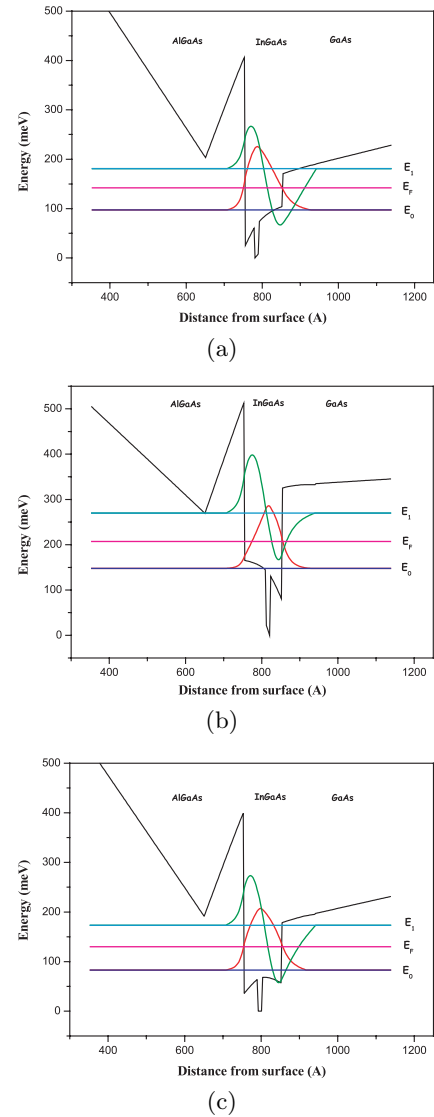 500
AlGaAs
InGaAs
GaAs
400
300
200
100
0
Energy (meV)
E1
EF
E0
400
600
800
1000
1200
Distance from surface (A)
(a)
500
AlGaAs
InGaAs
GaAs
400
300
200
100
0
Energy (meV)
E1
EF
E0
400
600
800
1000
1200
Distance from surface (A)
(b)
500
AlGaAs
InGaAs
GaAs
400
300
200
100
0
Energy (meV)
E1
EF
E0
400
600
800
1000
1200
Distance from surface (A)
(c)